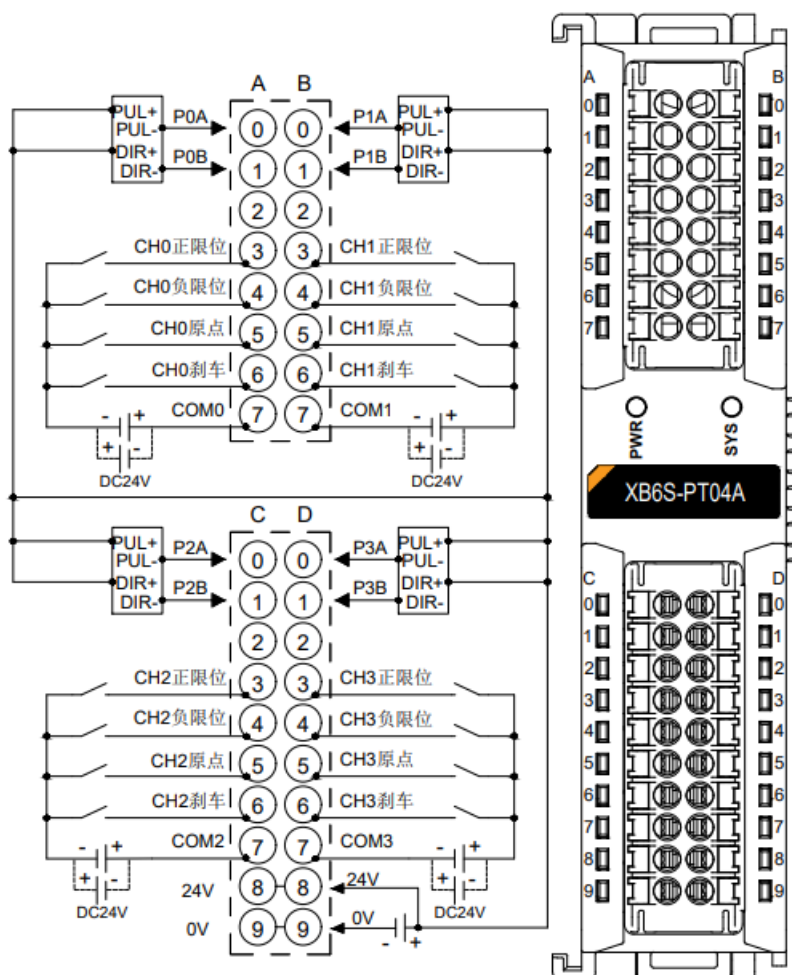 A B
PUL+ P0A 0 0 P1A PUL+
PUL- PUL-
DIR+ P0B 1 1 P1B DIR+
DIR- DIR-
2 2
CH0正限位 3 3 CH1正限位
CH0负限位 4 4 CH1负限位
CH0原点 5 5 CH1原点
CH0刹车 6 6 CH1刹车
COM0 7 7 COM1
- + - +
+ - + -
DC24V DC24V
C D
PUL+ P2A 0 0 P3A PUL+
PUL- PUL-
DIR+ P2B 1 1 P3B DIR+
DIR- DIR-
2 2
CH2正限位 3 3 CH3正限位
CH2负限位 4 4 CH3负限位
CH2原点 5 5 CH3原点
CH2刹车 6 6 CH3刹车
COM2 7 7 COM3
- + - +
+ - + -
DC24V DC24V
24V 8 8 24V
0V 9 9 0V
- +
A B
0 0
1 1
2 2
3 3
4 4
5 5
6 6
7 7
PWR SYS
XB6S-PT04A
C D
0 0
1 1
2 2
3 3
4 4
5 5
6 6
7 7
8 8
9 9